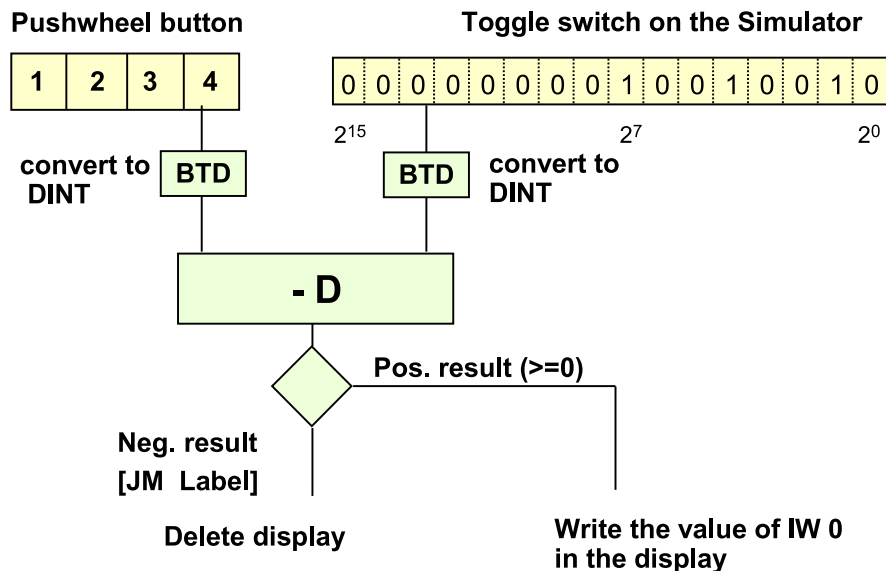 Pushwheel button
Toggle switch on the Simulator
1 2 3 4
0 0 0 0 0 0 0 0 1 0 0 1 0 0 1 0
2¹⁵ 2⁷ 2⁰
convert to
DINT
BTD
BTD
convert to
DINT
- D
Pos. result (>=0)
Neg. result
[JM Label]
Delete display
Write the value of IW 0
in the display